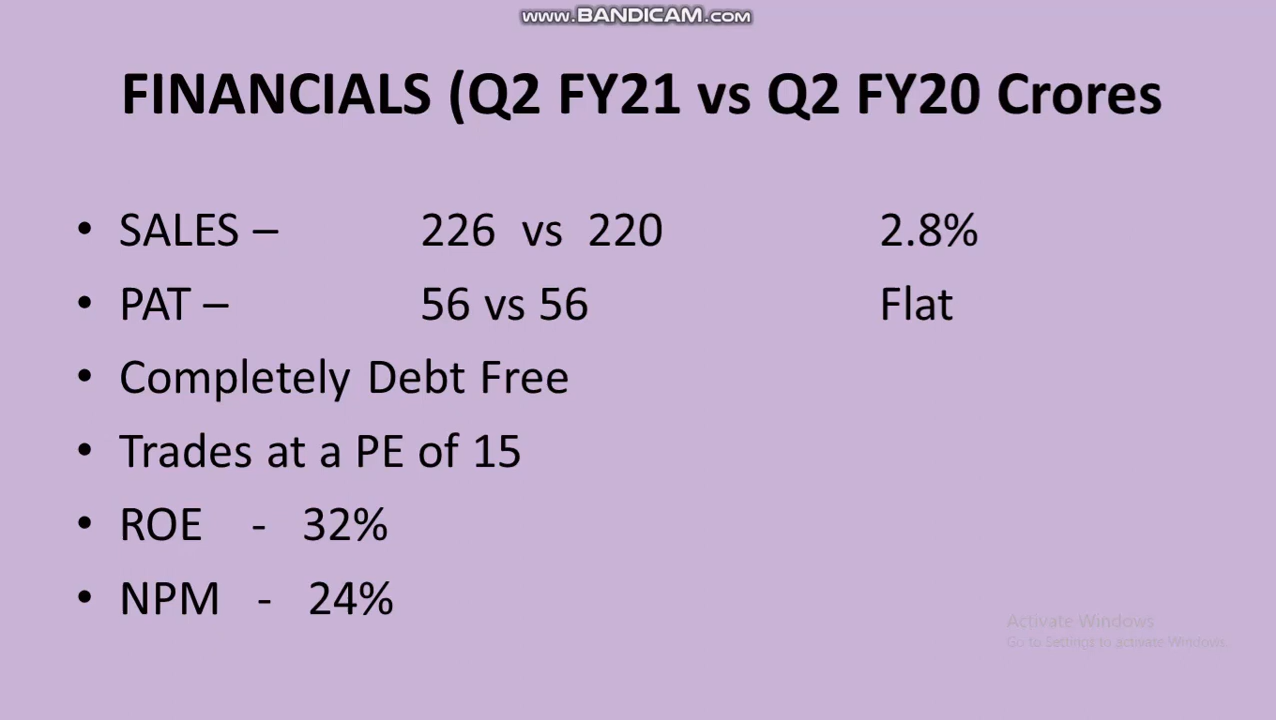 www.BANDICAM.com
FINANCIALS (Q2 FY21 vs Q2 FY20 Crores
• SALES – 226 vs 220 2.8%
• PAT – 56 vs 56 Flat
• Completely Debt Free
• Trades at a PE of 15
• ROE - 32%
• NPM - 24%
Activate Windows
Go to Settings to activate Windows.